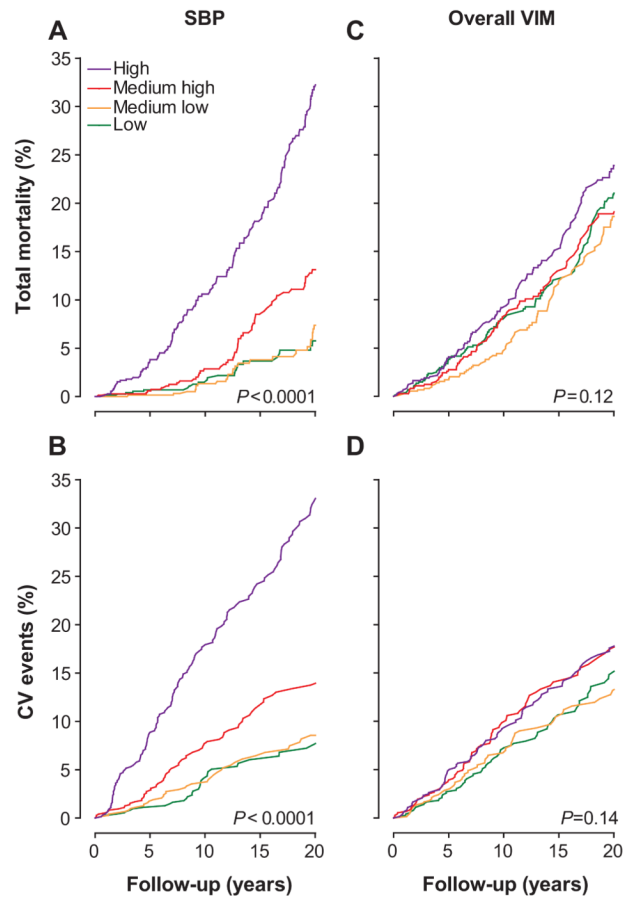 SBP
Overall VIM
A
C
High
Medium high
Medium low
Low
Total mortality (%)
35
30
25
20
15
10
5
0
P<0.0001
P=0.12
B
D
CV events (%)
35
30
25
20
15
10
5
0
P<0.0001
P=0.14
0 5 10 15 20
0 5 10 15 20
Follow-up (years)
Follow-up (years)